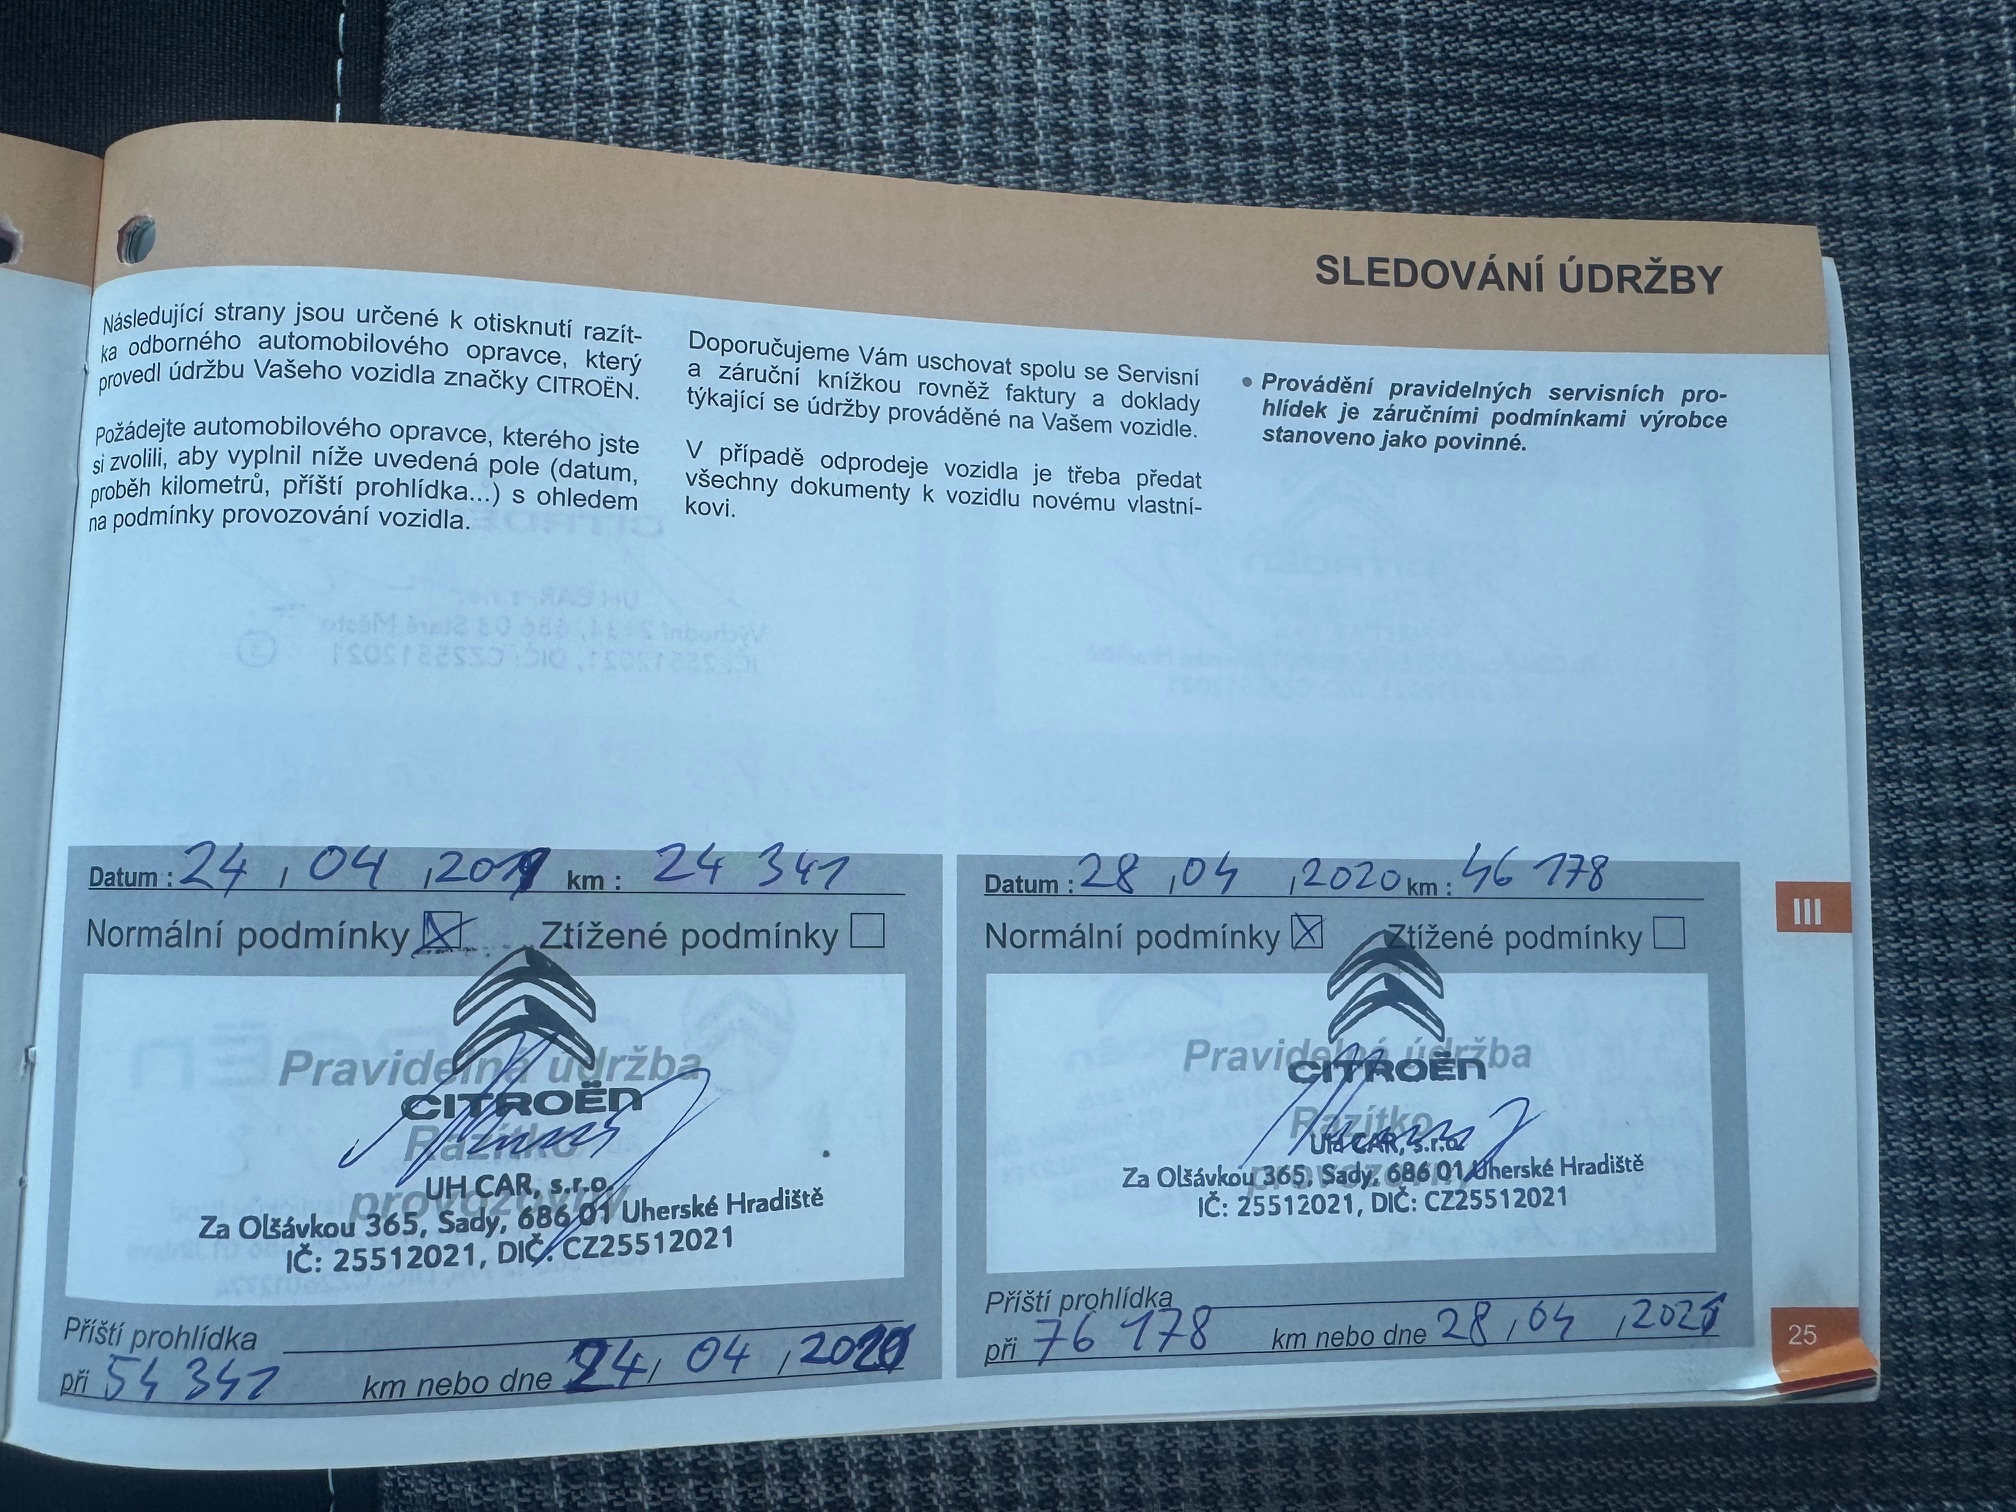 SLEDOVÁNÍ ÚDRŽBY
Následující strany jsou určené k otisknutí razít-
ka odborného automobilového opravce, který
provedl údržbu Vašeho vozidla značky CITROËN.
Požádejte automobilového opravce, kterého jste
si zvolili, aby vyplnil níže uvedená pole (datum,
proběh kilometrů, příští prohlídka...) s ohledem
na podmínky provozování vozidla.
Doporučujeme Vám uschovat spolu se Servisní
a záruční knížkou rovněž faktury a doklady
týkající se údržby prováděné na Vašem vozidle.
V případě odprodeje vozidla je třeba předat
všechny dokumenty k vozidlu novému vlastní-
kovi.
• Provádění pravidelných servisních pro-
hlídek je záručními podmínkami výrobce
stanoveno jako povinné.
Datum : 24, 04, 2019 km : 24 341
Normální podmínky Ztížené podmínky
Pravidelná údržba
CITROËN
Razítko
UH CAR, s.r.o.
provozovny
Za Olšávkou 365, Sady, 686 01 Uherské Hradiště
IČ: 25512021, DIČ: CZ25512021
Příští prohlídka
při 54 341 km nebo dne 24, 04, 2020
Datum : 28, 04, 2020 km : 46 178
Normální podmínky Ztížené podmínky
Pravidelná údržba
CITROËN
Razítko
UH CAR, s.r.o.
provozovny
Za Olšávkou 365, Sady, 686 01 Uherské Hradiště
IČ: 25512021, DIČ: CZ25512021
Příští prohlídka
při 76 178 km nebo dne 28, 04, 2021
III
25